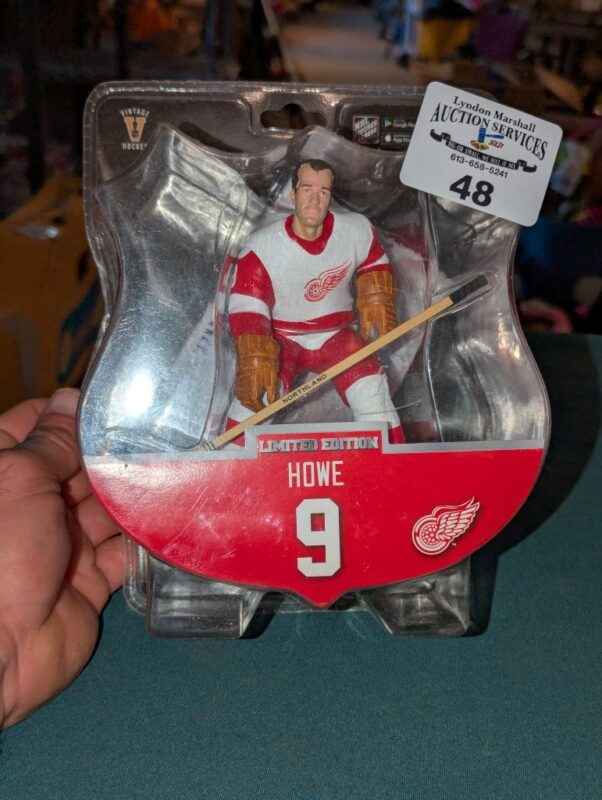 VINTAGE
HOCKEY
Lyndon Marshall
AUCTION SERVICES
613-658-5241
48
NORTHLAND
LIMITED EDITION
HOWE
9